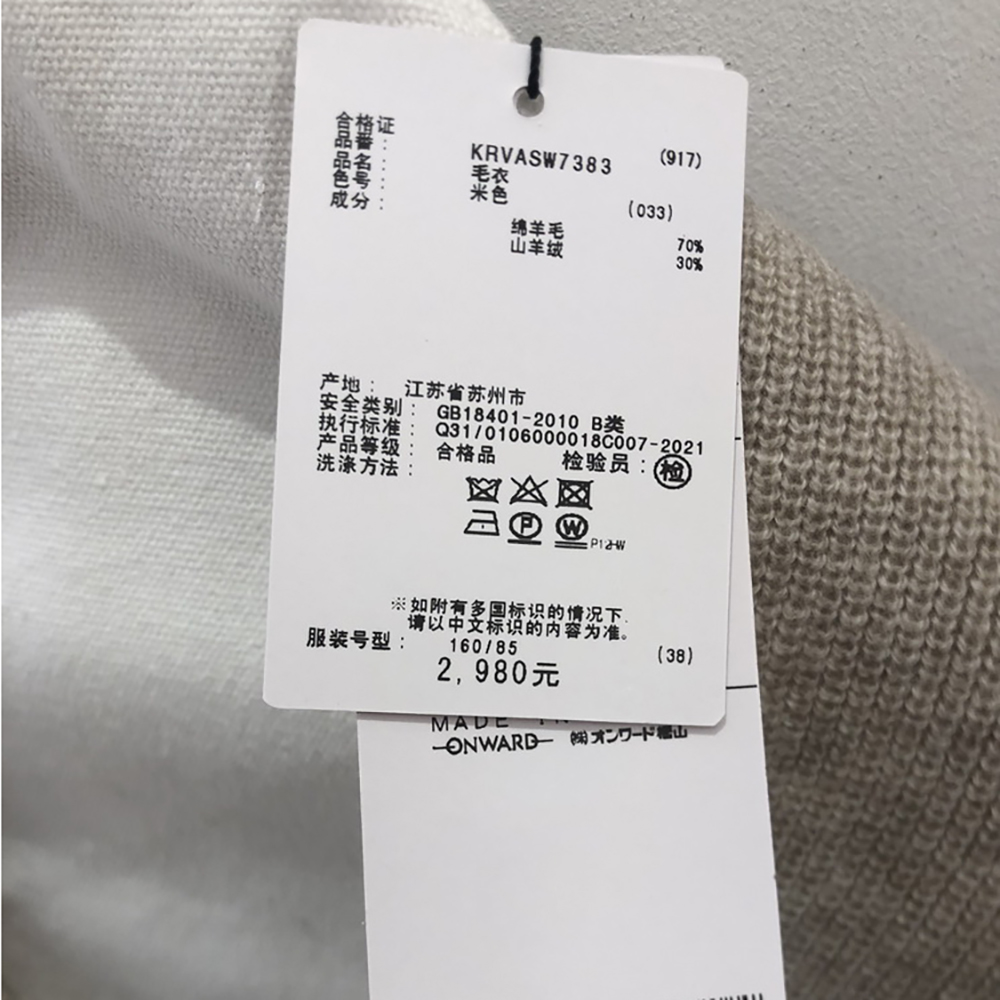 合格证
品番： KRVASW7383 (917)
品名： 毛衣
色号： 米色 (033)
成分：
绵羊毛 70%
山羊绒 30%
产地： 江苏省苏州市
安全类别： GB18401-2010 B类
执行标准： Q31/0106000018C007-2021
产品等级： 合格品 检验员：检
洗涤方法：
P W
※如附有多国标识的情况下，
请以中文标识的内容为准。
服装号型： 160/85 (38)
2,980元
MADE IN
ONWARD ㈱オンワード樫山